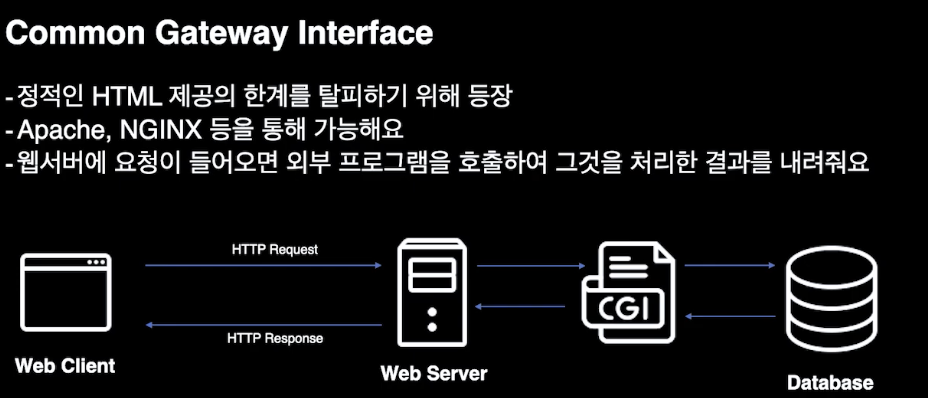 Common Gateway Interface
- 정적인 HTML 제공의 한계를 탈피하기 위해 등장
- Apache, NGINX 등을 통해 가능해요
- 웹서버에 요청이 들어오면 외부 프로그램을 호출하여 그것을 처리한 결과를 내려줘요
HTTP Request
CGI
HTTP Response
Web Client
Web Server
Database